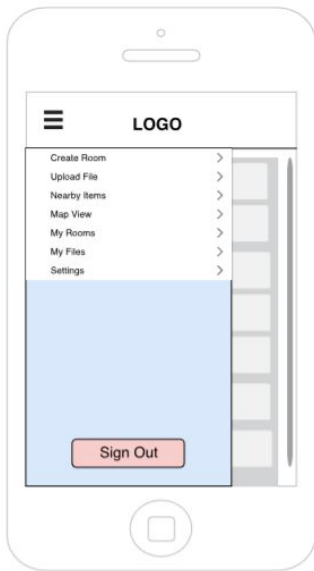 LOGO
Create Room
Upload File
Nearby Items
Map View
My Rooms
My Files
Settings
Sign Out